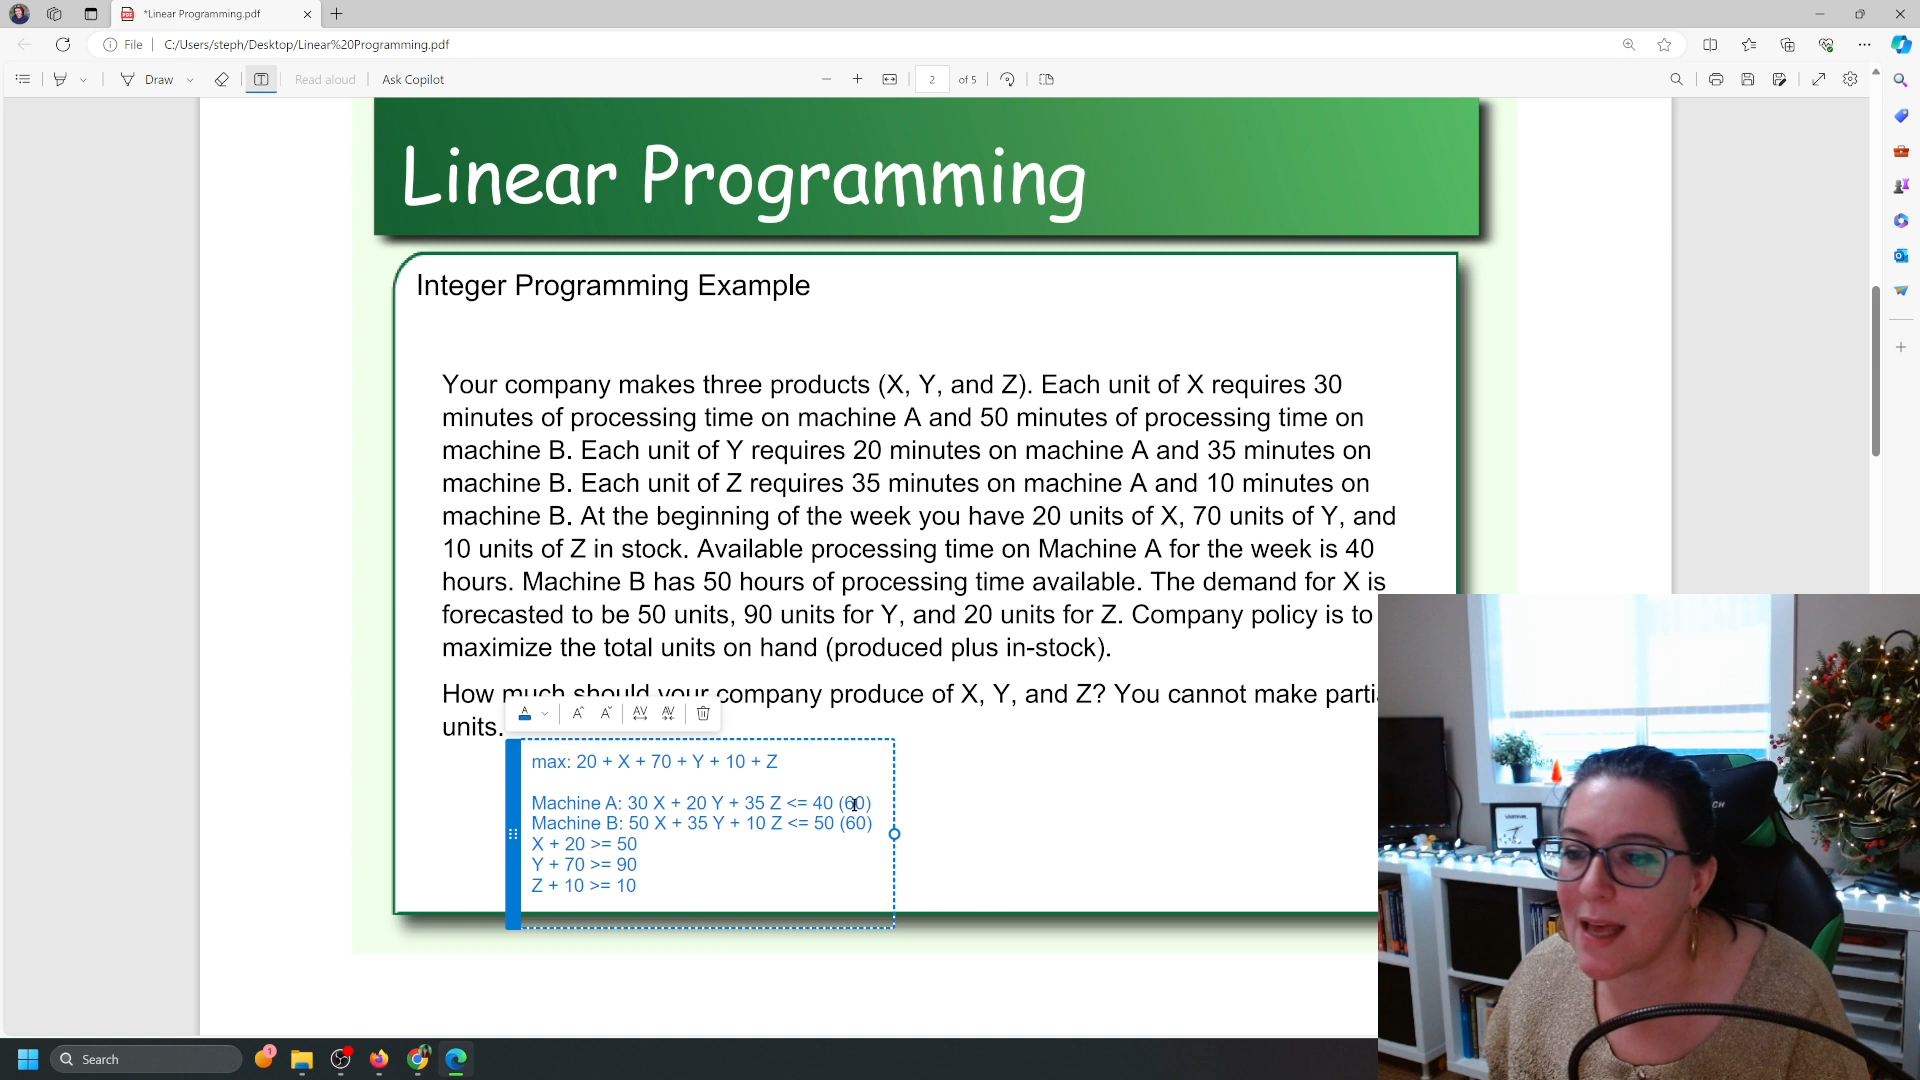 *Linear Programming.pdf
File
C:/Users/steph/Desktop/Linear%20Programming.pdf
Draw
Read aloud
Ask Copilot
2
of 5
Linear Programming
Integer Programming Example
Your company makes three products (X, Y, and Z). Each unit of X requires 30
minutes of processing time on machine A and 50 minutes of processing time on
machine B. Each unit of Y requires 20 minutes on machine A and 35 minutes on
machine B. Each unit of Z requires 35 minutes on machine A and 10 minutes on
machine B. At the beginning of the week you have 20 units of X, 70 units of Y, and
10 units of Z in stock. Available processing time on Machine A for the week is 40
hours. Machine B has 50 hours of processing time available. The demand for X is
forecasted to be 50 units, 90 units for Y, and 20 units for Z. Company policy is to
maximize the total units on hand (produced plus in-stock).
How much should your company produce of X, Y, and Z? You cannot make parti
units.
max: 20 + X + 70 + Y + 10 + Z
Machine A: 30 X + 20 Y + 35 Z <= 40 (60)
Machine B: 50 X + 35 Y + 10 Z <= 50 (60)
X + 20 >= 50
Y + 70 >= 90
Z + 10 >= 10
Search
1